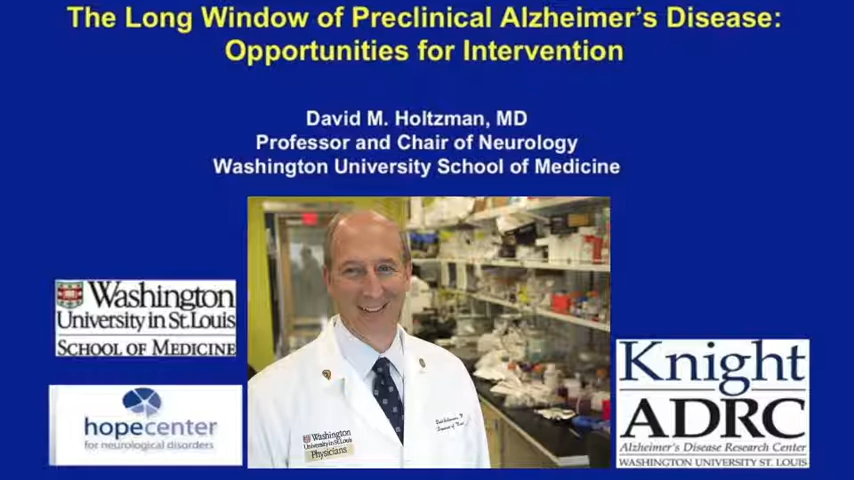 The Long Window of Preclinical Alzheimer's Disease:
Opportunities for Intervention
David M. Holtzman, MD
Professor and Chair of Neurology
Washington University School of Medicine
Washington
University in St. Louis
SCHOOL OF MEDICINE
hopecenter
for neurological disorders
Washington
University in St. Louis
Physicians
Knight
ADRC
Alzheimer's Disease Research Center
WASHINGTON UNIVERSITY ST. LOUIS